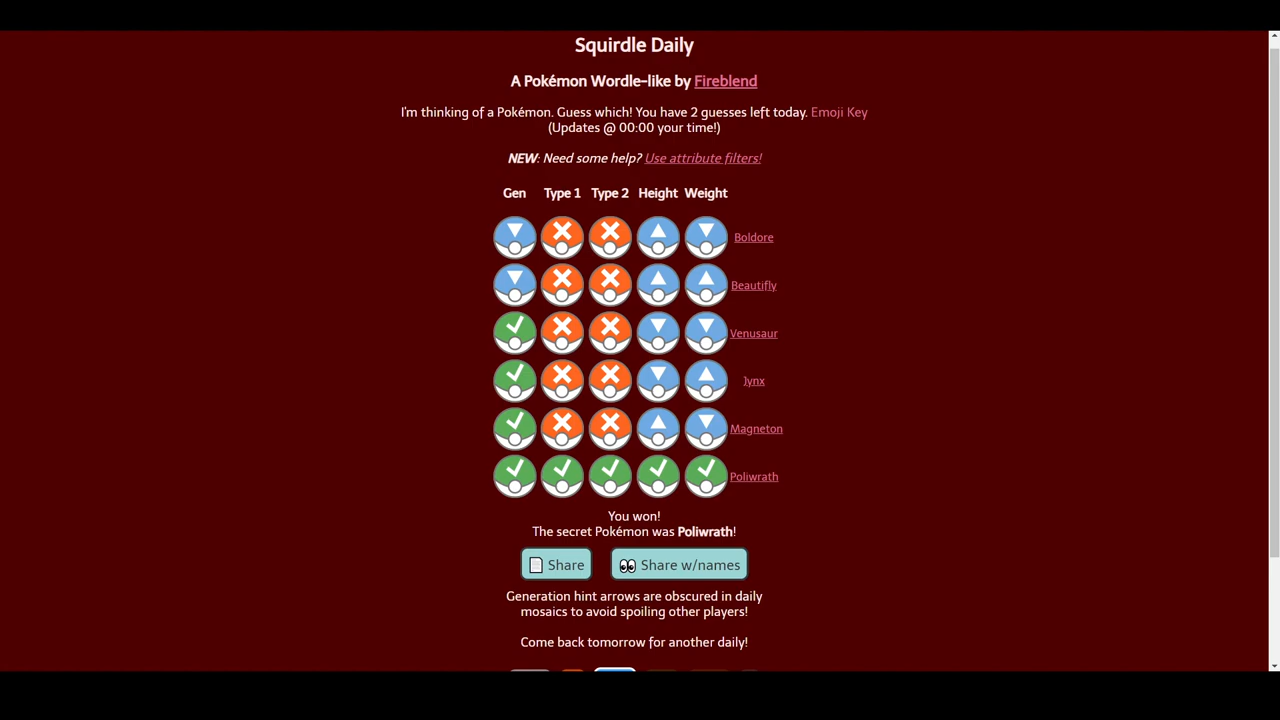 Squirdle Daily
A Pokémon Wordle-like by Fireblend
I'm thinking of a Pokémon. Guess which! You have 2 guesses left today. Emoji Key
(Updates @ 00:00 your time!)
NEW: Need some help? Use attribute filters!
Gen Type 1 Type 2 Height Weight
Boldore
Beautifly
Venusaur
Jynx
Magneton
Poliwrath
You won!
The secret Pokémon was Poliwrath!
Share Share w/names
Generation hint arrows are obscured in daily
mosaics to avoid spoiling other players!
Come back tomorrow for another daily!